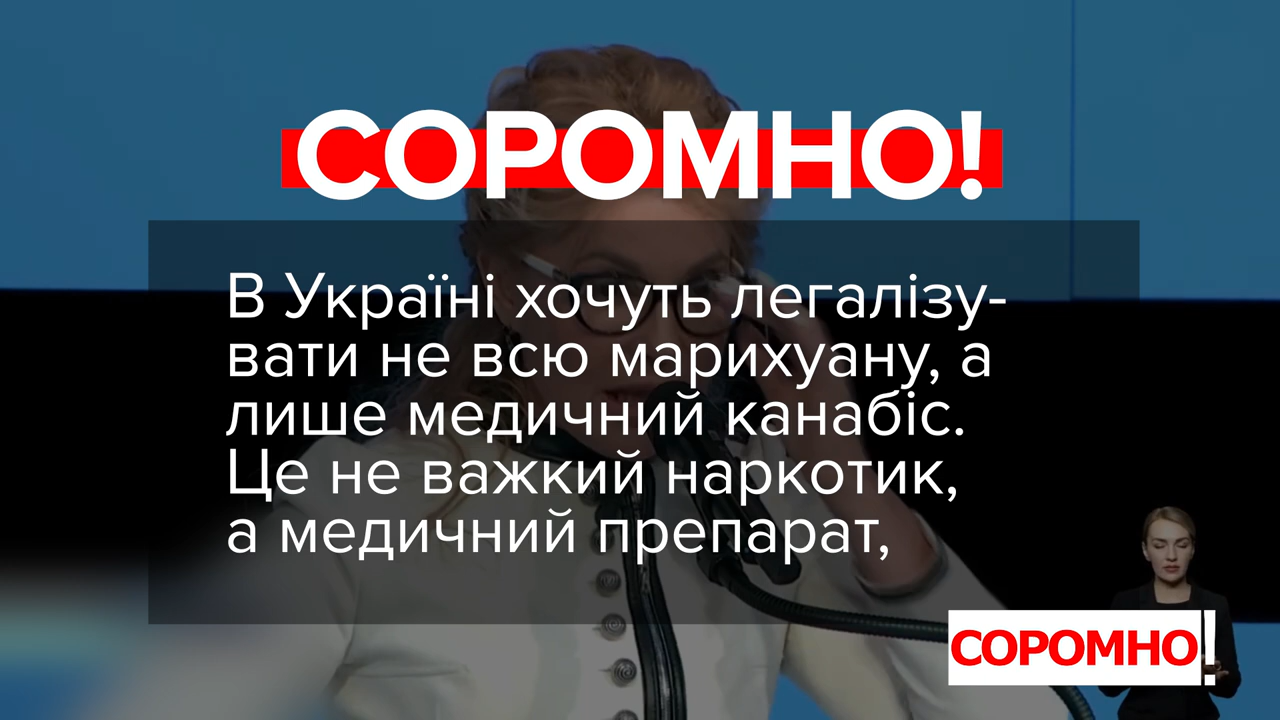 СОРОМНО!
В Україні хочуть легалізу-
вати не всю марихуану, а
лише медичний канабіс.
Це не важкий наркотик,
а медичний препарат,
СОРОМНО!